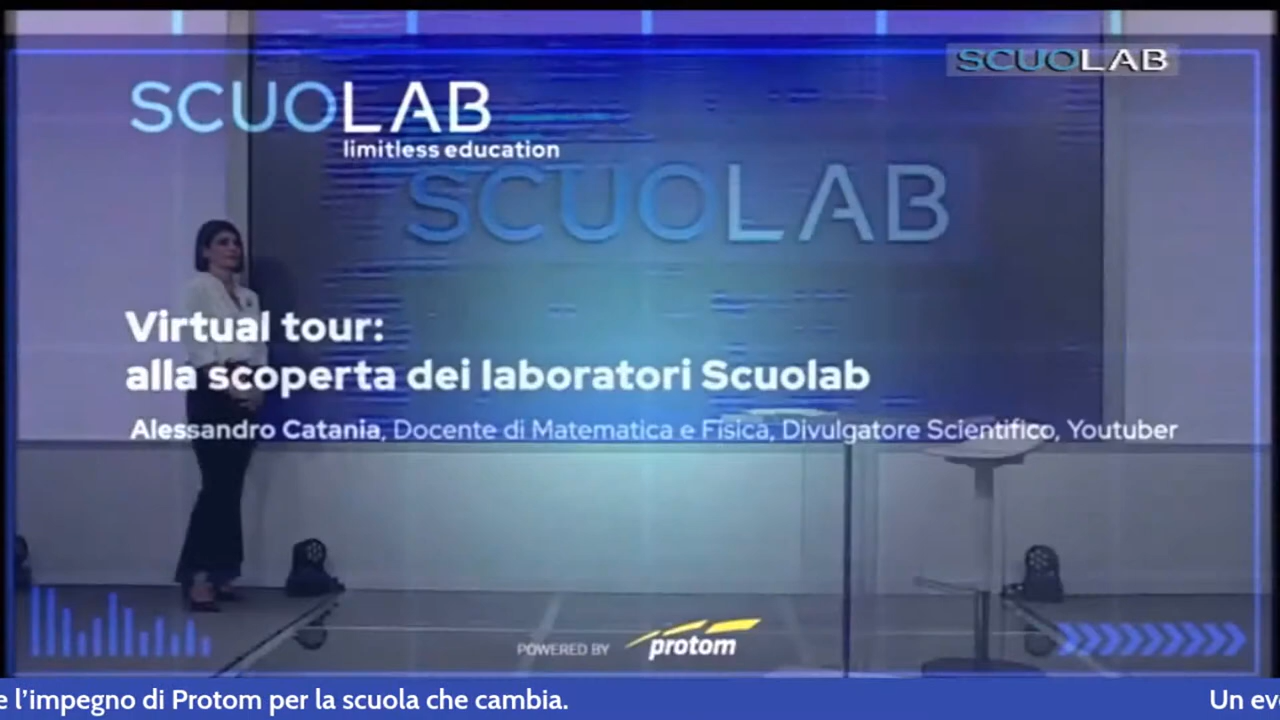 SCUOLAB
SCUOLAB
limitless education
SCUOLAB
Virtual tour:
alla scoperta dei laboratori Scuolab
Alessandro Catania, Docente di Matematica e Fisica, Divulgatore Scientifico, Youtuber
POWERED BY protom
e l'impegno di Protom per la scuola che cambia. Un